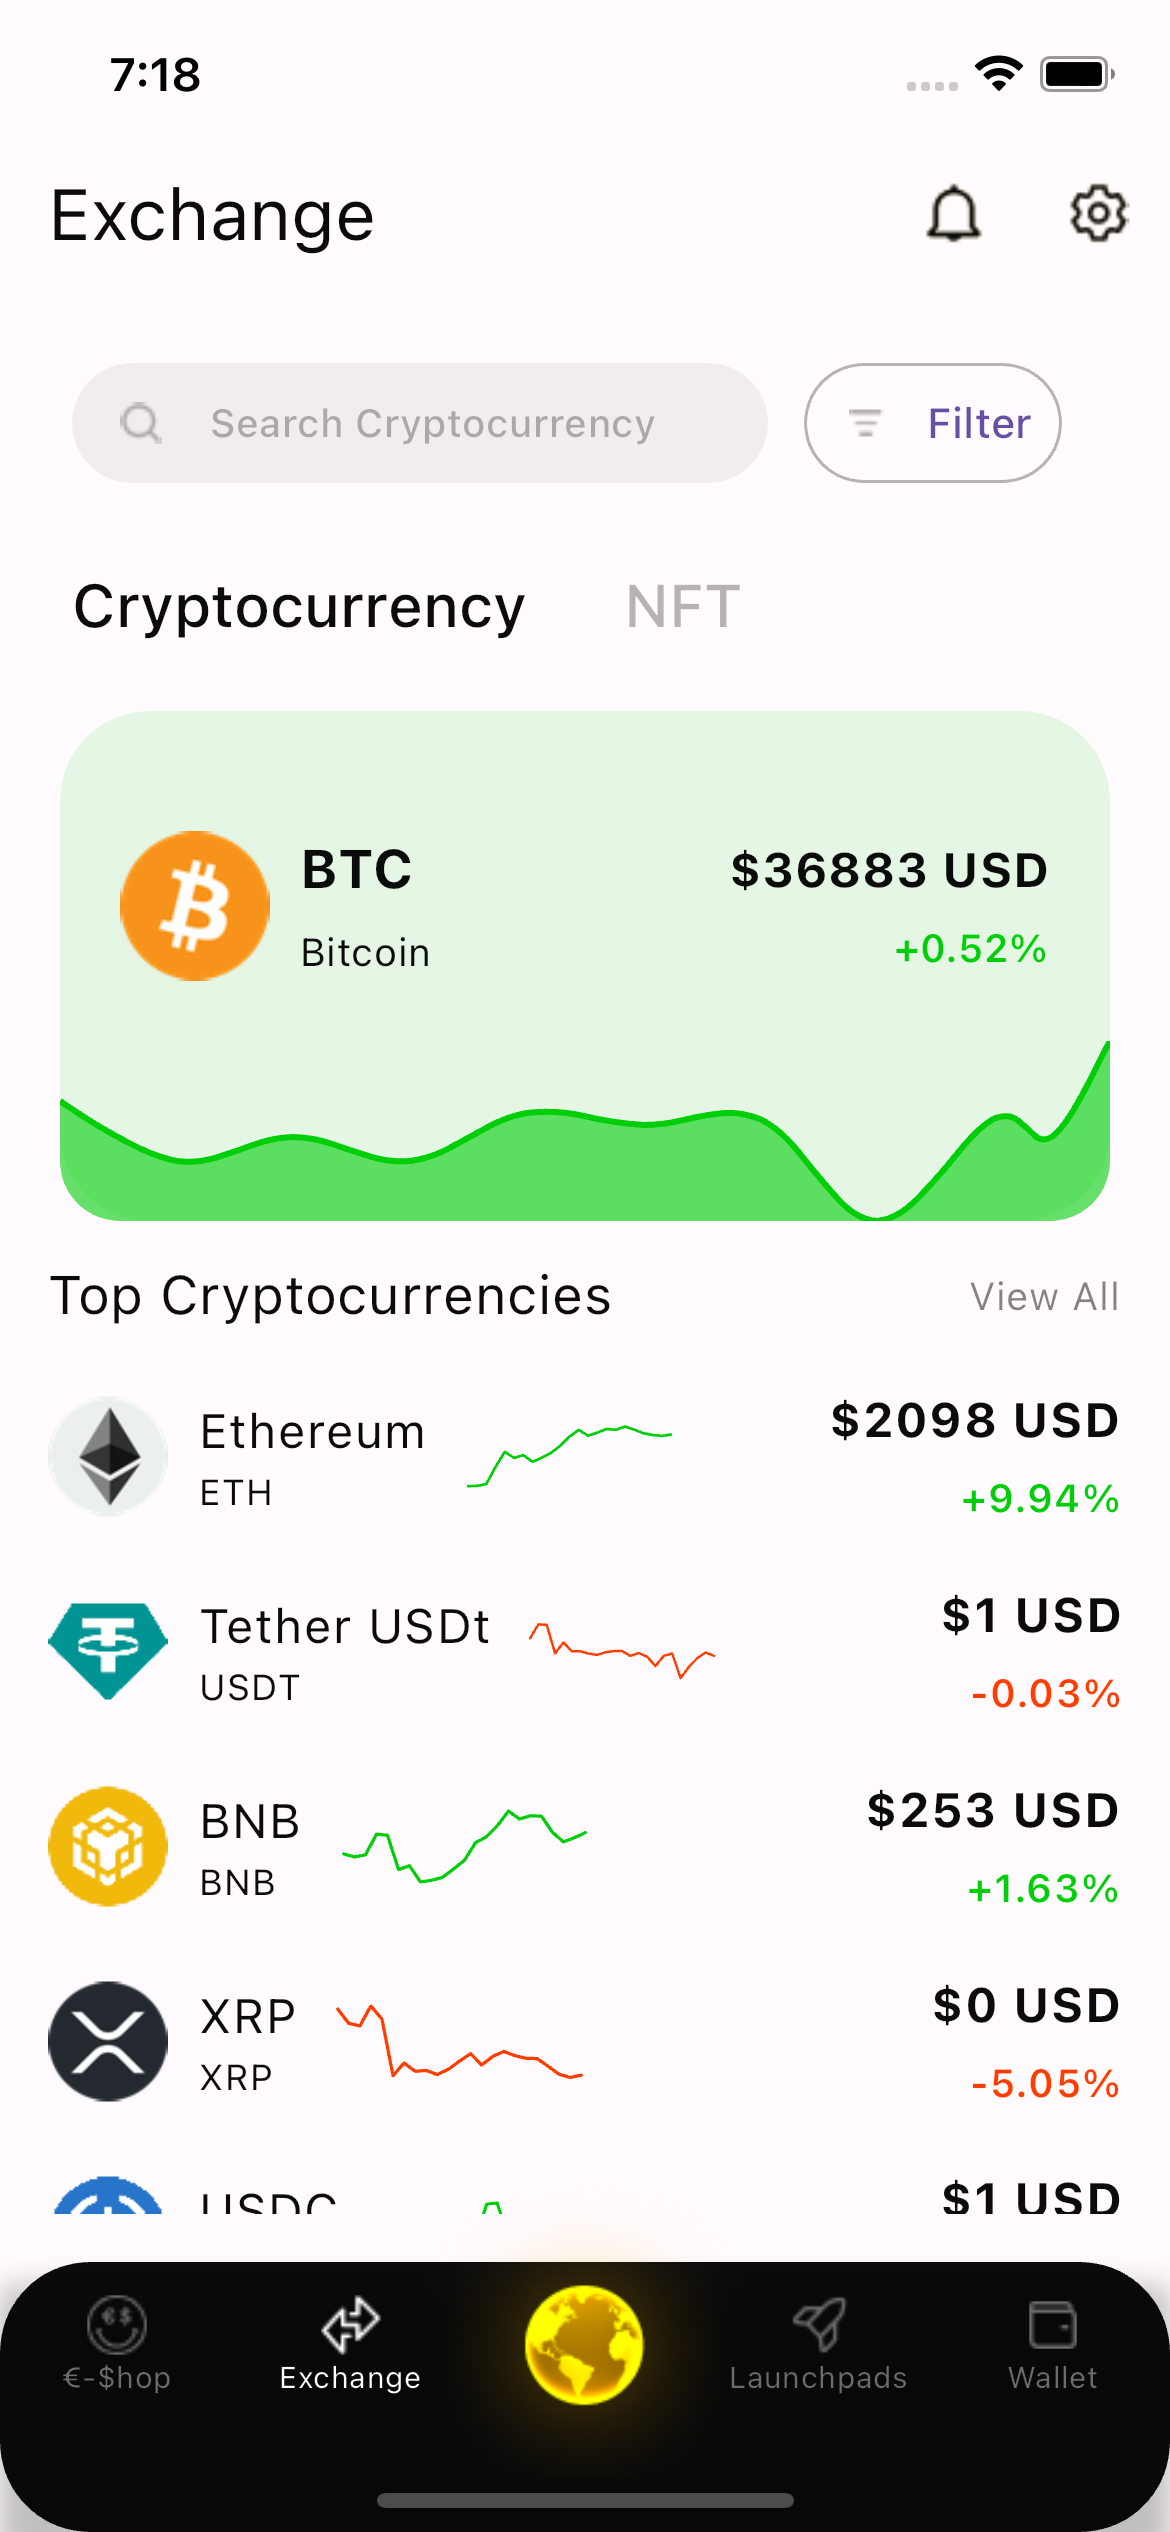 7:18
Exchange
Search Cryptocurrency
Filter
Cryptocurrency NFT
BTC
$36883 USD
Bitcoin
+0.52%
Top Cryptocurrencies
View All
Ethereum
$2098 USD
ETH
+9.94%
Tether USDt
$1 USD
USDT
-0.03%
BNB
$253 USD
BNB
+1.63%
XRP
$0 USD
XRP
-5.05%
USDC
$1 USD
€-$hop
Exchange
Launchpads
Wallet